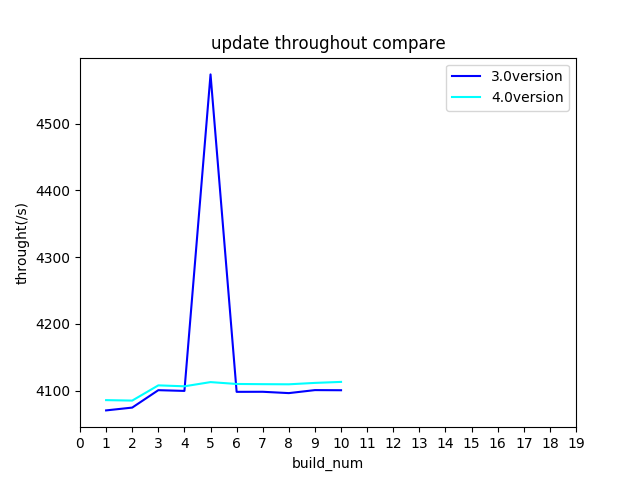 update throughout compare
3.0version
4.0version
throught(/s)
4500
4400
4300
4200
4100
0 1 2 3 4 5 6 7 8 9 10 11 12 13 14 15 16 17 18 19
build_num